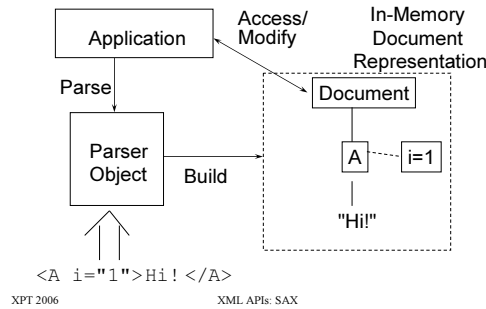 Application
Access/
Modify
In-Memory
Document
Representation
Parse
Document
Parser
Object
Build
A
i=1
"Hi!"
<A i="1">Hi!</A>
XPT 2006
XML APIs: SAX